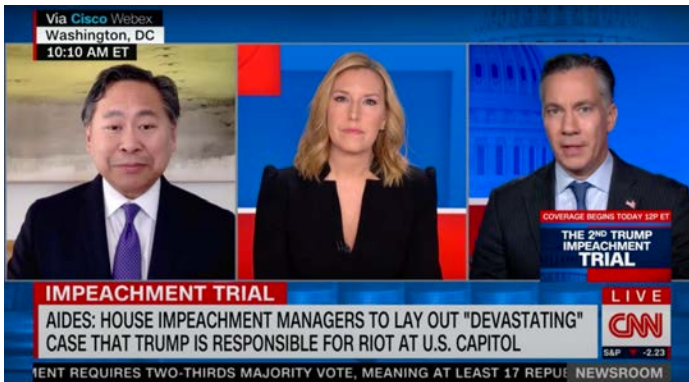 Via Cisco Webex
Washington, DC
10:10 AM ET
COVERAGE BEGINS TODAY 12P ET
THE 2ND TRUMP
IMPEACHMENT
TRIAL
IMPEACHMENT TRIAL
AIDES: HOUSE IMPEACHMENT MANAGERS TO LAY OUT "DEVASTATING"
CASE THAT TRUMP IS RESPONSIBLE FOR RIOT AT U.S. CAPITOL
LIVE
CNN
S&P ▼ -2.23
MENT REQUIRES TWO-THIRDS MAJORITY VOTE, MEANING AT LEAST 17 REPU
NEWSROOM